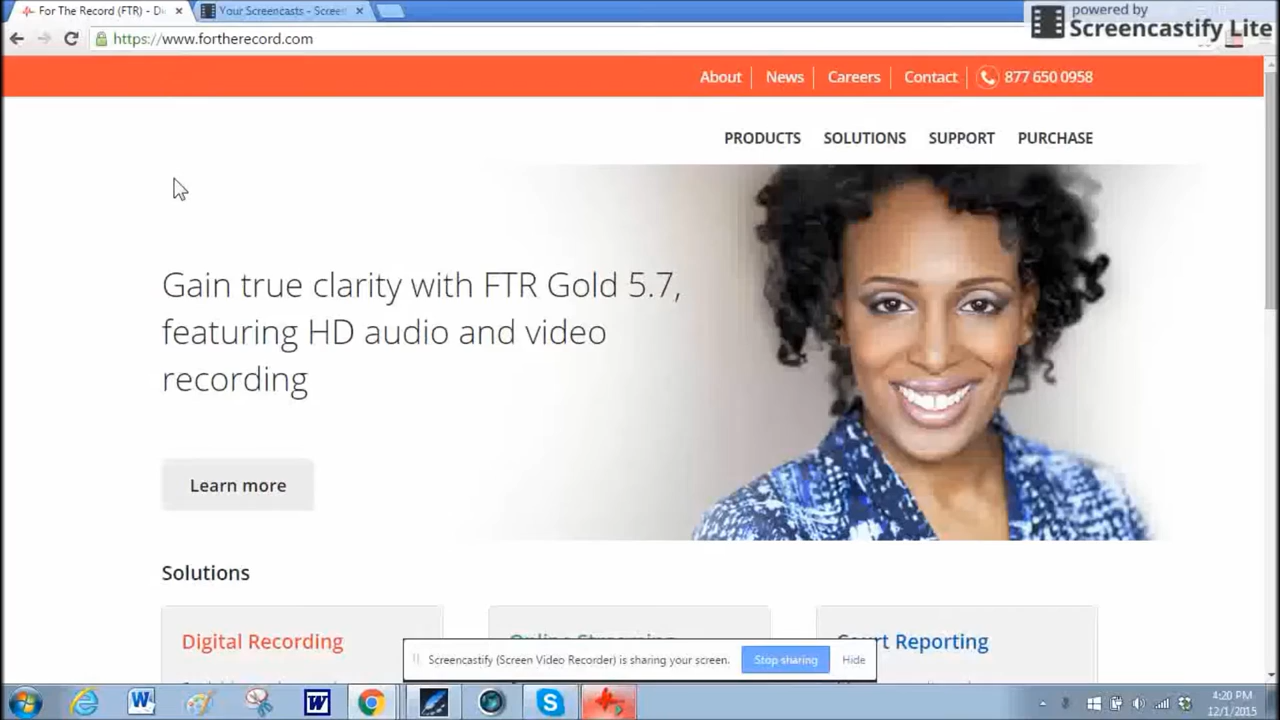 For The Record (FTR) - Di
Your Screencasts - Screen
powered by
Screencastify Lite
https://www.fortherecord.com
About
News
Careers
Contact
877 650 0958
PRODUCTS
SOLUTIONS
SUPPORT
PURCHASE
Gain true clarity with FTR Gold 5.7,
featuring HD audio and video
recording
Learn more
Solutions
Digital Recording
Online Streaming
Court Reporting
Screencastify (Screen Video Recorder) is sharing your screen.
Stop sharing
Hide
4:20 PM
12/1/2015